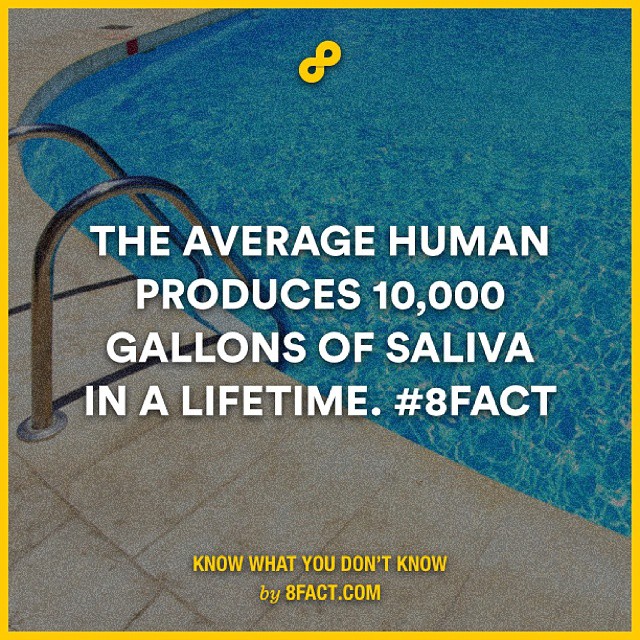 THE AVERAGE HUMAN
PRODUCES 10,000
GALLONS OF SALIVA
IN A LIFETIME. #8FACT
KNOW WHAT YOU DON'T KNOW
by 8FACT.COM